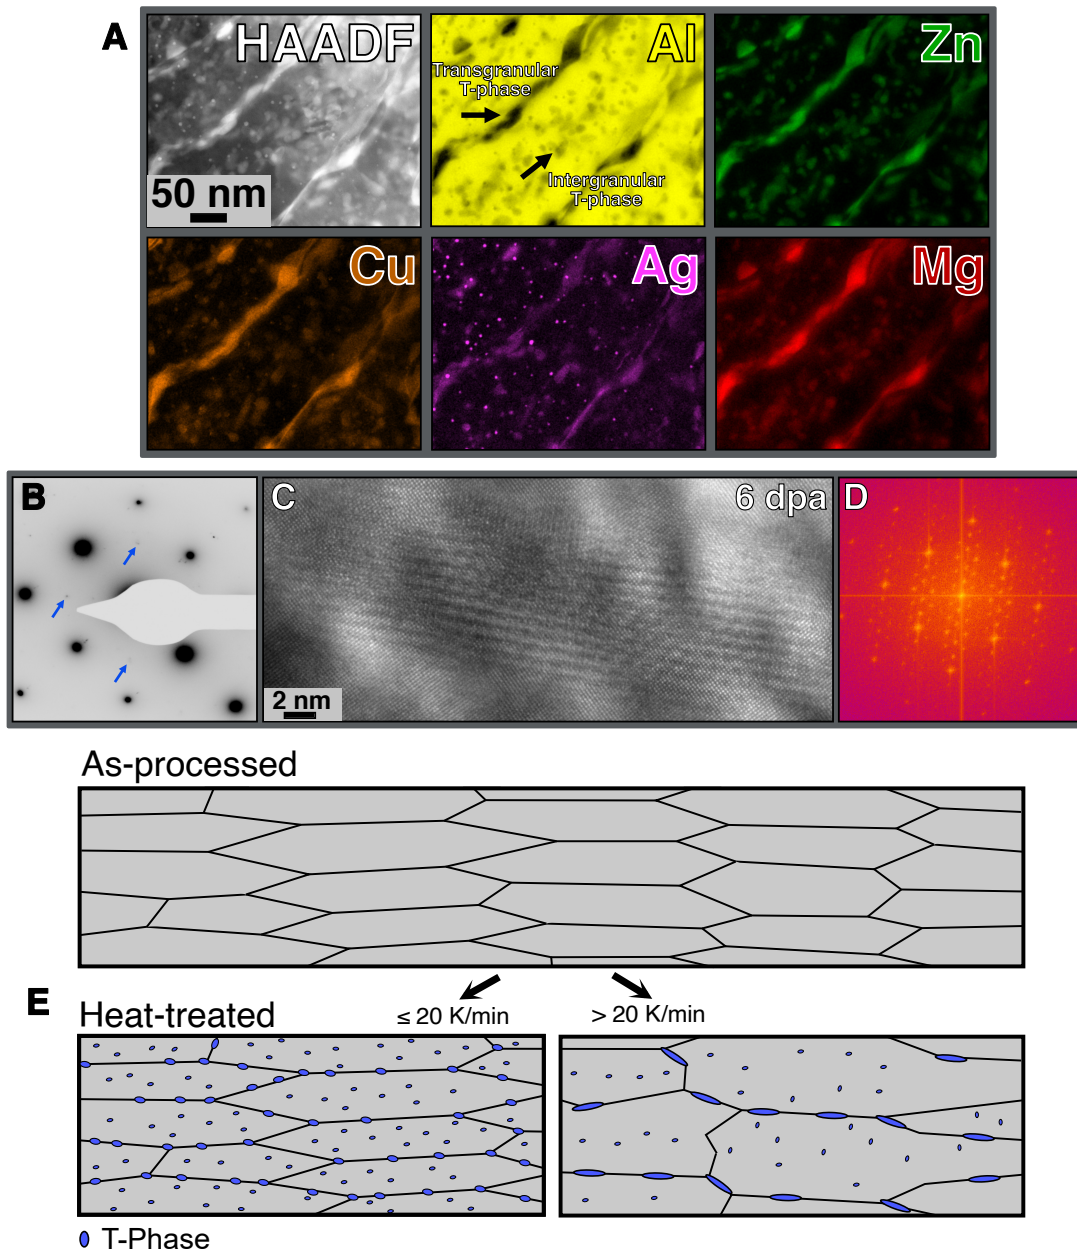 A
HAADF
50 nm
Al
Transgranular
T-phase
Intergranular
T-phase
Zn
Cu
Ag
Mg
B
C
6 dpa
2 nm
D
As-processed
E
Heat-treated
≤ 20 K/min
> 20 K/min
T-Phase